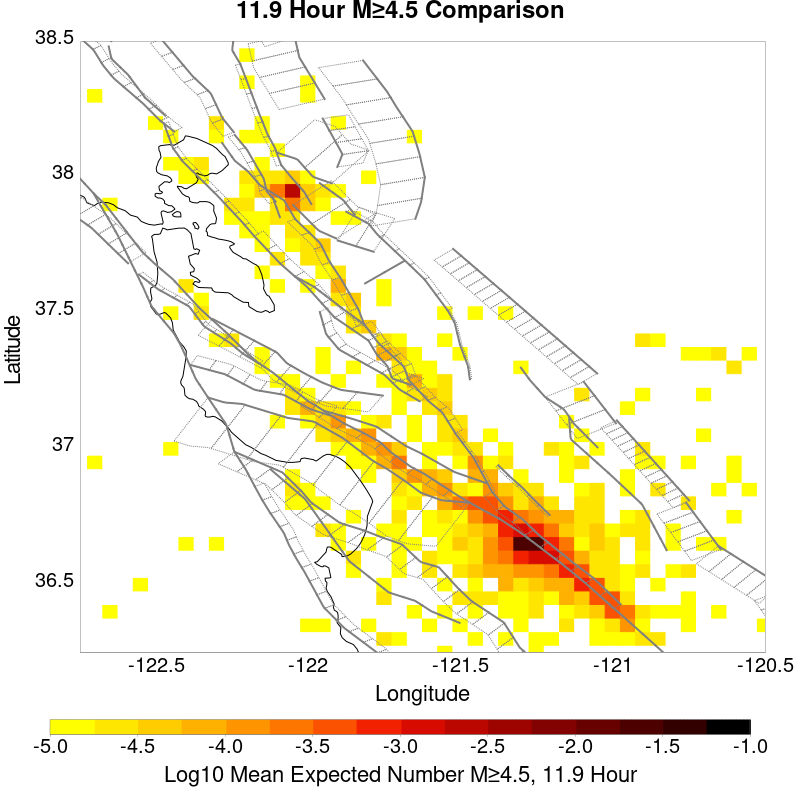 11.9 Hour M≥4.5 Comparison
38.5
38
37.5
37
36.5
Latitude
-122.5 -122 -121.5 -121 -120.5
Longitude
-5.0 -4.5 -4.0 -3.5 -3.0 -2.5 -2.0 -1.5 -1.0
Log10 Mean Expected Number M≥4.5, 11.9 Hour